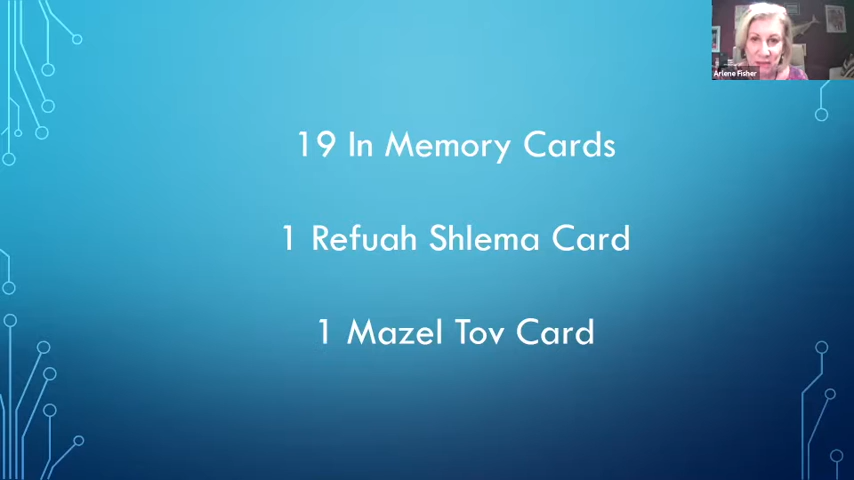 Arlene Fisher
19 In Memory Cards
1 Refuah Shlema Card
1 Mazel Tov Card